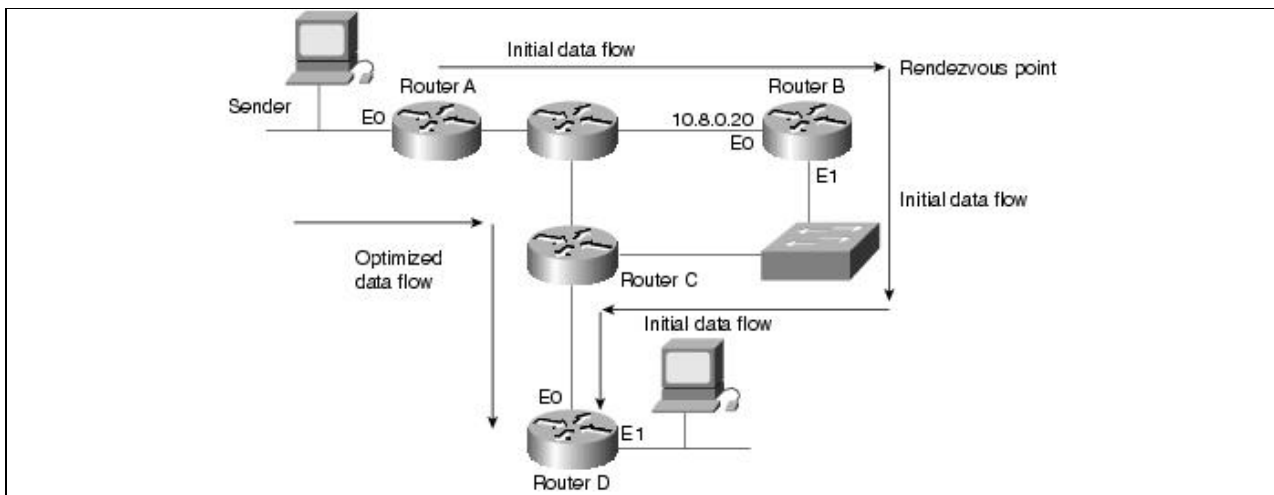 Initial data flow
Rendezvous point
Router A
Router B
Sender
E0
10.8.0.20
E0
E1
Initial data flow
Optimized
data flow
Router C
Initial data flow
E0
E1
Router D